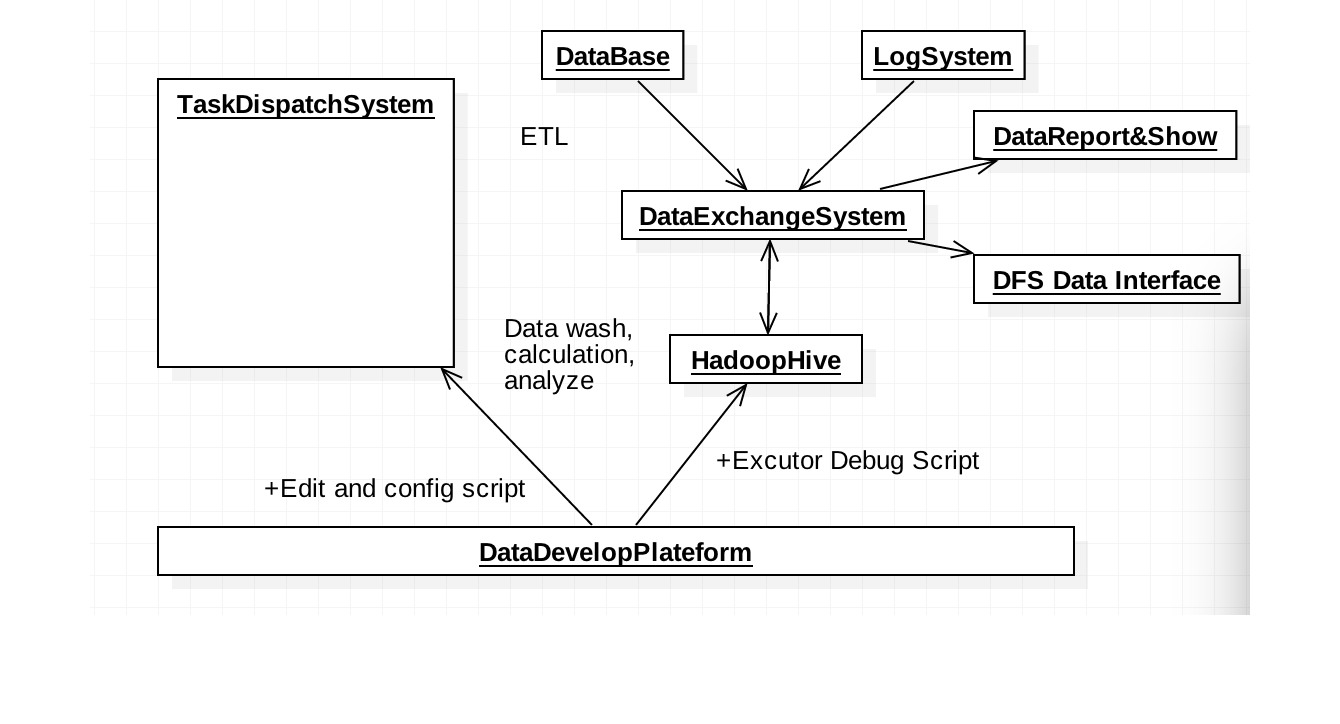 DataBase
LogSystem
TaskDispatchSystem
ETL
DataReport&Show
DataExchangeSystem
DFS Data Interface
Data wash,
calculation,
analyze
HadoopHive
+Excutor Debug Script
+Edit and config script
DataDevelopPlateform